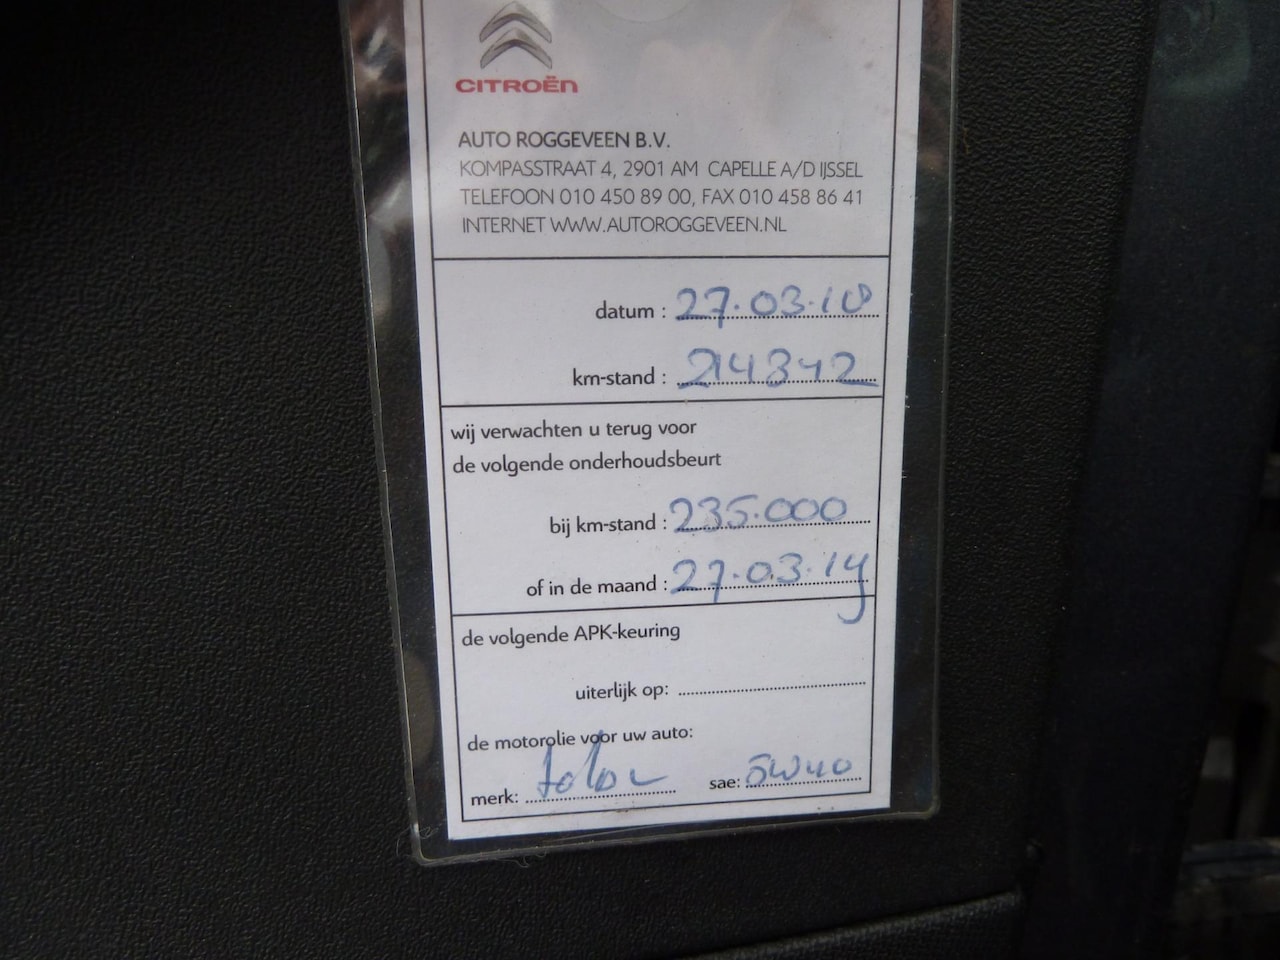 CITROËN
AUTO ROGGEVEEN B.V.
KOMPASSTRAAT 4, 2901 AM CAPELLE A/D IJSSEL
TELEFOON 010 450 89 00, FAX 010 458 86 41
INTERNET WWW.AUTOROGGEVEEN.NL
datum : 27.03.18
km-stand : 214342
wij verwachten u terug voor
de volgende onderhoudsbeurt
bij km-stand : 235.000
of in de maand : 27.03.19
de volgende APK-keuring
uiterlijk op:
de motorolie voor uw auto:
merk: sae: 5W40